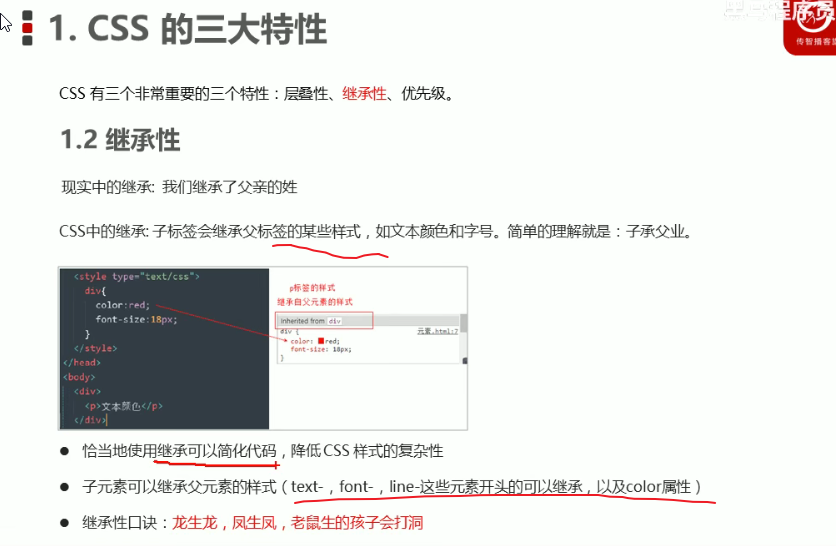 黑马程序员
传智播客旗
1. CSS 的三大特性
CSS 有三个非常重要的三个特性：层叠性、继承性、优先级。
1.2 继承性
现实中的继承: 我们继承了父亲的姓
CSS中的继承: 子标签会继承父标签的某些样式，如文本颜色和字号。简单的理解就是：子承父业。
<style type="text/css">
div{
color:red;
font-size:18px;
}
</style>
</head>
<body>
<div>
<p>文本颜色</p>
</div>
p标签的样式
继承自父元素的样式
Inherited from div
div {
元素.html:7
color: red;
font-size: 18px;
}
恰当地使用继承可以简化代码，降低 CSS 样式的复杂性
子元素可以继承父元素的样式（text-，font-，line-这些元素开头的可以继承，以及color属性）
继承性口诀：龙生龙，凤生凤，老鼠生的孩子会打洞